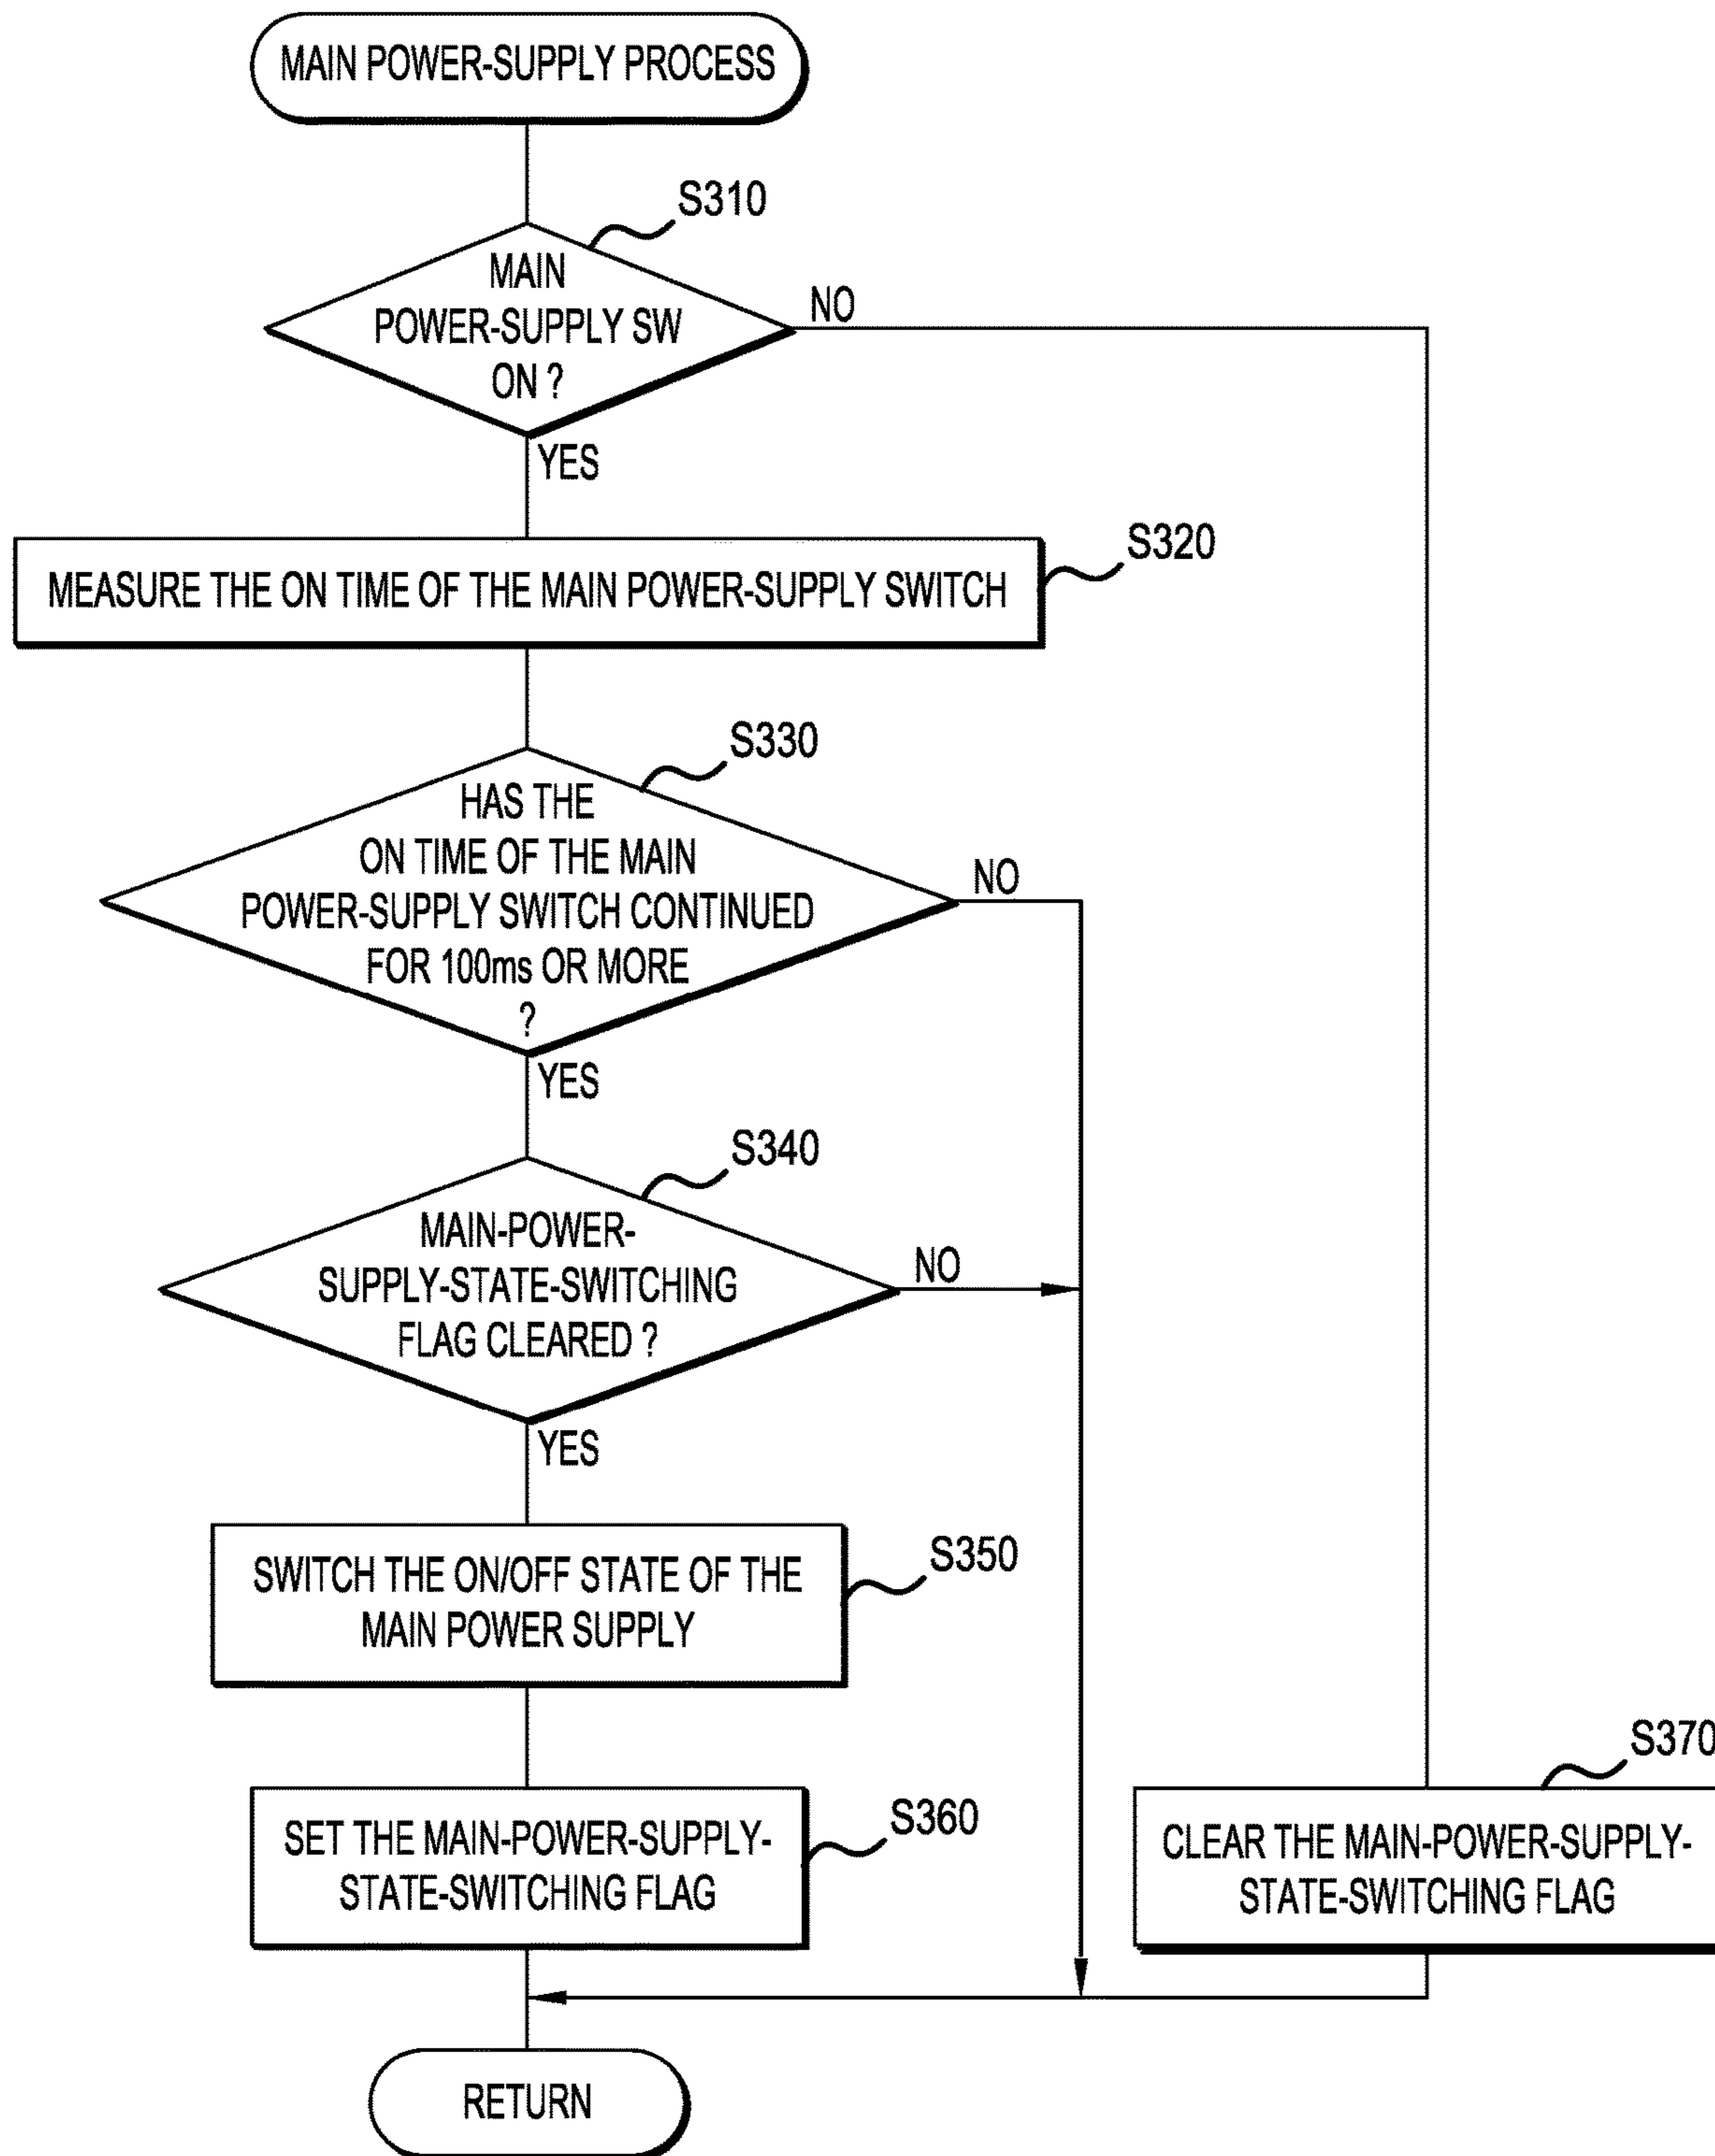 MAIN POWER-SUPPLY PROCESS
S310
MAIN
POWER-SUPPLY SW
ON ?
NO
YES
S320
MEASURE THE ON TIME OF THE MAIN POWER-SUPPLY SWITCH
S330
HAS THE
ON TIME OF THE MAIN
POWER-SUPPLY SWITCH CONTINUED
FOR 100ms OR MORE
?
NO
YES
S340
MAIN-POWER-
SUPPLY-STATE-SWITCHING
FLAG CLEARED ?
NO
YES
S350
SWITCH THE ON/OFF STATE OF THE
MAIN POWER SUPPLY
S360
SET THE MAIN-POWER-SUPPLY-
STATE-SWITCHING FLAG
S370
CLEAR THE MAIN-POWER-SUPPLY-
STATE-SWITCHING FLAG
RETURN